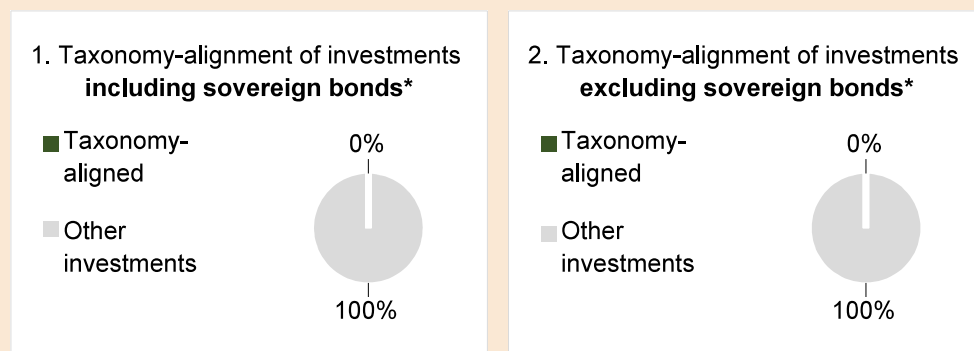 1. Taxonomy-alignment of investments
including sovereign bonds*
Taxonomy-
aligned
Other
investments
0%
100%
2. Taxonomy-alignment of investments
excluding sovereign bonds*
Taxonomy-
aligned
Other
investments
0%
100%